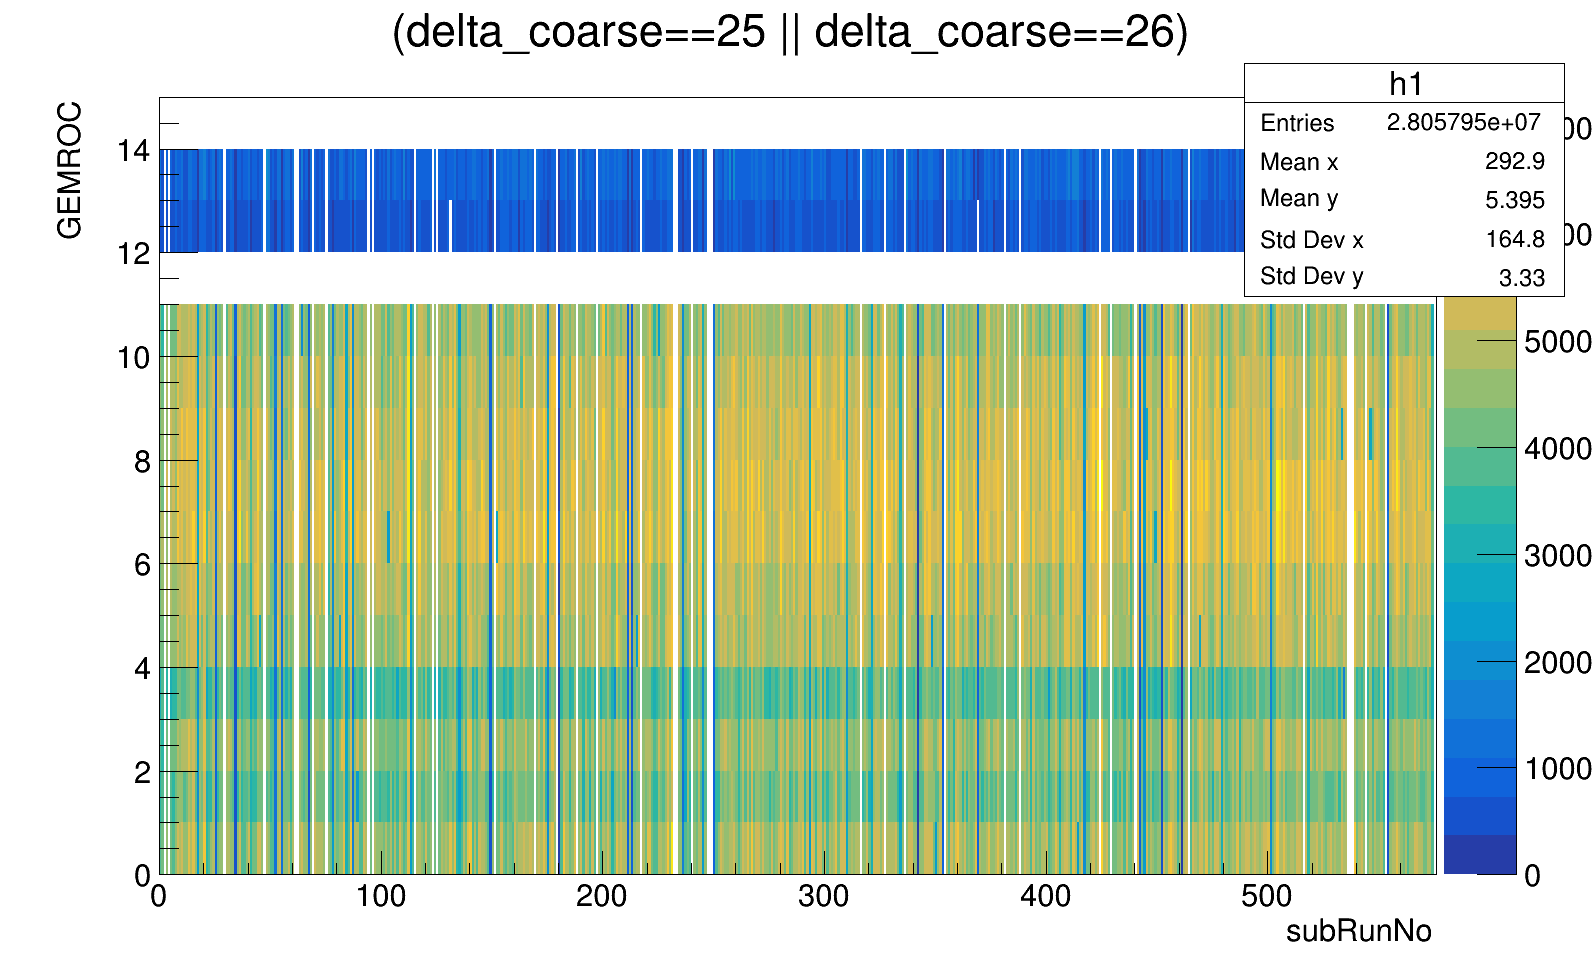 (delta_coarse==25 || delta_coarse==26)
h1
Entries 2.805795e+07
Mean x 292.9
Mean y 5.395
Std Dev x 164.8
Std Dev y 3.33
GEMROC
14
12
10
8
6
4
2
0
0 100 200 300 400 500
subRunNo
5000
4000
3000
2000
1000
0